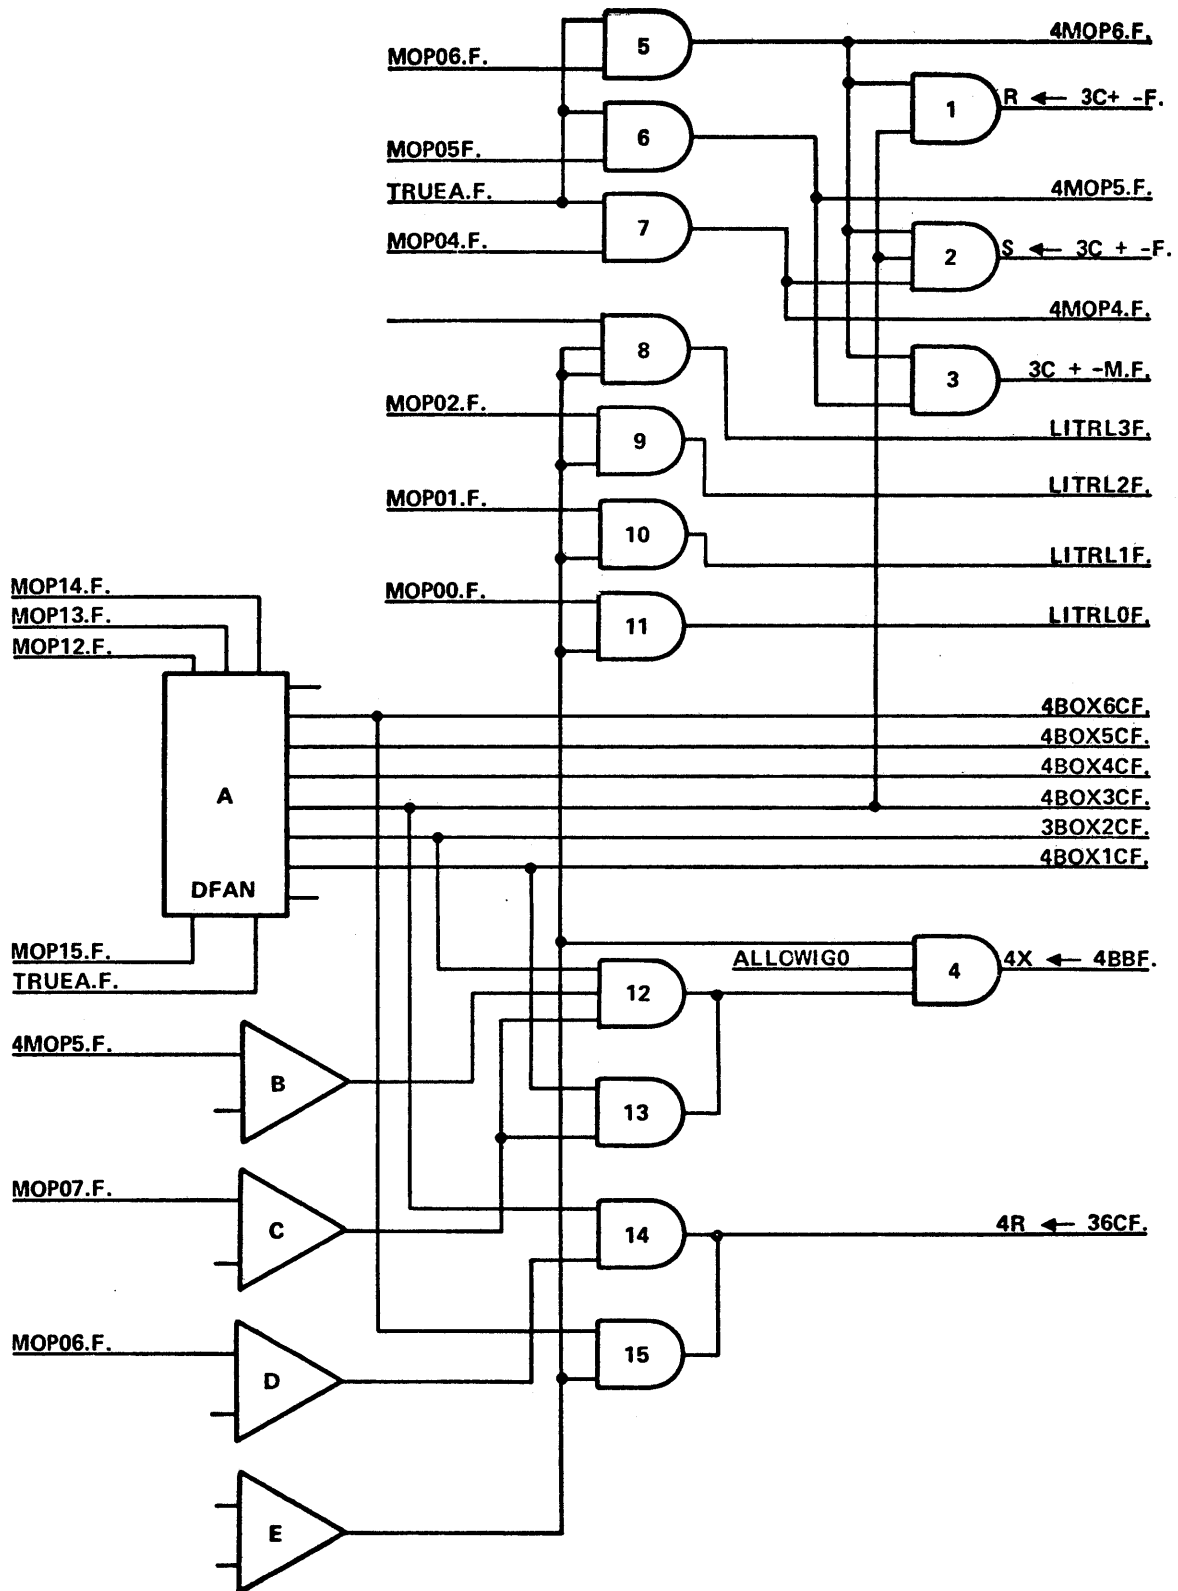 4MOP6.F.
5
MOP06.F.
R ← 3C+ -F.
1
6
MOP05F.
TRUEA.F.
4MOP5.F.
7
MOP04.F.
2
S ← 3C + -F.
4MOP4.F.
8
3
3C + -M.F.
MOP02.F.
LITRL3F.
9
MOP01.F.
LITRL2F.
10
LITRL1F.
MOP14.F.
MOP00.F.
MOP13.F.
11
LITRL0F.
MOP12.F.
4BOX6CF.
4BOX5CF.
4BOX4CF.
A
4BOX3CF.
3BOX2CF.
4BOX1CF.
DFAN
MOP15.F.
ALLOWIG0
4
4X ← 4BBF.
TRUEA.F.
12
4MOP5.F.
B
13
MOP07.F.
C
14
4R ← 36CF.
MOP06.F.
15
D
E